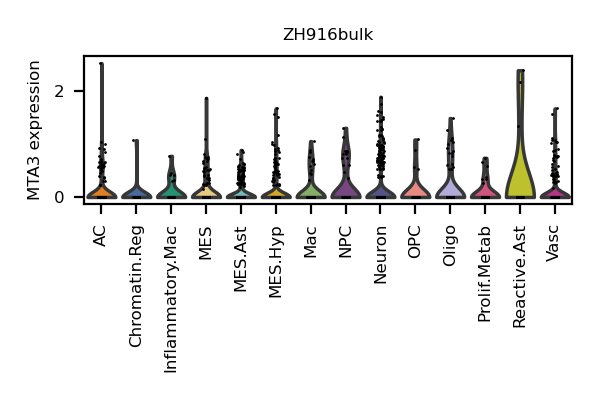 ZH916bulk
MTA3 expression
2
0
AC
Chromatin.Reg
Inflammatory.Mac
MES
MES.Ast
MES.Hyp
Mac
NPC
Neuron
OPC
Oligo
Prolif.Metab
Reactive.Ast
Vasc